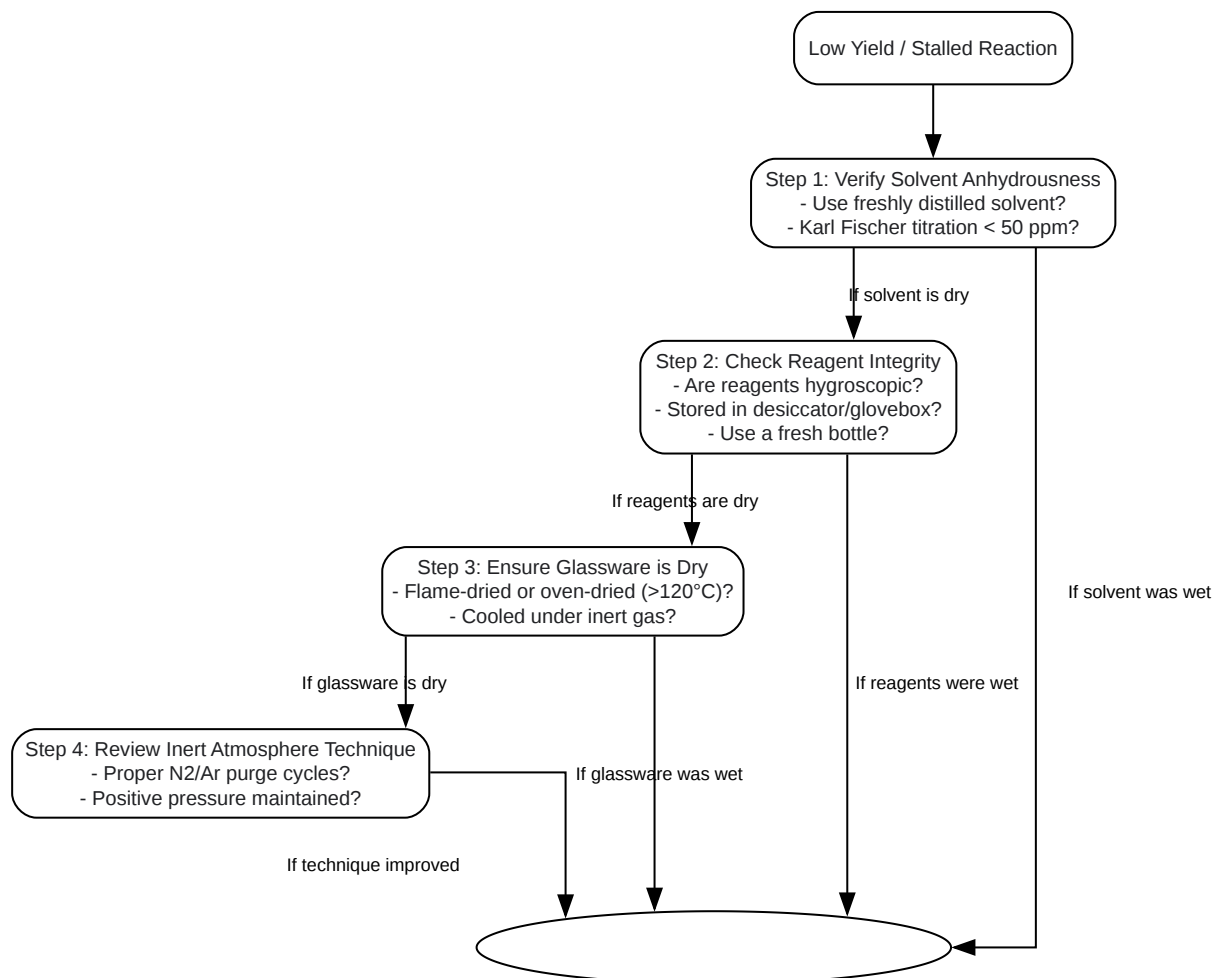 Low Yield / Stalled Reaction
Step 1: Verify Solvent Anhydrousness
- Use freshly distilled solvent?
- Karl Fischer titration < 50 ppm?
If solvent is dry
Step 2: Check Reagent Integrity
- Are reagents hygroscopic?
- Stored in desiccator/glovebox?
- Use a fresh bottle?
If reagents are dry
Step 3: Ensure Glassware is Dry
- Flame-dried or oven-dried (>120°C)?
- Cooled under inert gas?
If solvent was wet
If glassware is dry
If reagents were wet
Step 4: Review Inert Atmosphere Technique
- Proper N2/Ar purge cycles?
- Positive pressure maintained?
If glassware was wet
If technique improved